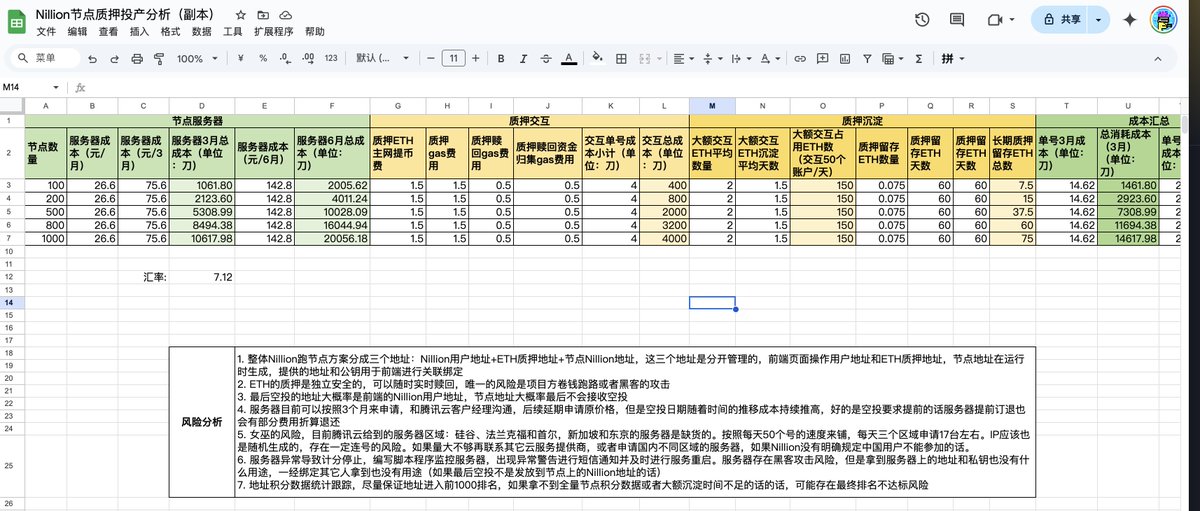 Nillion节点质押投产分析（副本）
文件 编辑 查看 插入 格式 数据 工具 扩展程序 帮助
共享
菜单 100% ¥ % .0 .00 123 默认 (... − 11 + B I A Σ 拼
M14 fx
A B C D E F G H I J K L M N O P Q R S T U
1 节点服务器 质押交互 质押沉淀 成本汇总
2 节点数量 服务器成本（元/月） 服务器成本（元/3月） 服务器3月总成本（单位：刀） 服务器成本（元/6月） 服务器6月总成本（单位：刀） 质押ETH主网提币费 质押gas费用 质押赎回gas费用 质押赎回资金归集gas费用 交互单号成本小计（单位：刀） 交互总成本（单位：刀） 大额交互ETH平均数量 大额交互ETH沉淀平均天数 大额交互占用ETH数（交互50个账户/天） 质押留存ETH数量 质押留存ETH天数 质押留存ETH天数 长期质押留存ETH总数 单号3月成本（单位：刀） 总消耗成本（3月）（单位：刀） 单号成本
3 100 26.6 75.6 1061.80 142.8 2005.62 1.5 1.5 0.5 0.5 4 400 2 1.5 150 0.075 60 60 7.5 14.62 1461.80 2
4 200 26.6 75.6 2123.60 142.8 4011.24 1.5 1.5 0.5 0.5 4 800 2 1.5 150 0.075 60 60 15 14.62 2923.60 2
5 500 26.6 75.6 5308.99 142.8 10028.09 1.5 1.5 0.5 0.5 4 2000 2 1.5 150 0.075 60 60 37.5 14.62 7308.99 2
6 800 26.6 75.6 8494.38 142.8 16044.94 1.5 1.5 0.5 0.5 4 3200 2 1.5 150 0.075 60 60 60 14.62 11694.38 2
7 1000 26.6 75.6 10617.98 142.8 20056.18 1.5 1.5 0.5 0.5 4 4000 2 1.5 150 0.075 60 60 75 14.62 14617.98 2
10
11
12 汇率: 7.12
13
14
15
16
17
18
19
20
21
22
23
24
25
26
风险分析
1. 整体Nillion跑节点方案分成三个地址：Nillion用户地址+ETH质押地址+节点Nillion地址，这三个地址是分开管理的，前端页面操作用户地址和ETH质押地址，节点地址在运行
时生成，提供的地址和公钥用于前端进行关联绑定
2. ETH的质押是独立安全的，可以随时实时赎回，唯一的风险是项目方卷钱跑路或者黑客的攻击
3. 最后空投的地址大概率是前端的Nillion用户地址，节点地址大概率最后不会接收空投
4. 服务器目前可以按照3个月来申请，和腾讯云客户经理沟通，后续延期申请原价格，但是空投日期随着时间的推移成本持续推高，好的是空投要求提前的话服务器提前订退也
会有部分费用折算退还
5. 女巫的风险，目前腾讯云给到的服务器区域：硅谷、法兰克福和首尔，新加坡和东京的服务器是缺货的。按照每天50个号的速度来铺，每天三个区域申请17台左右。IP应该也
是随机生成的，存在一定连号的风险。如果量大不够再联系其它云服务提供商，或者申请国内不同区域的服务器，如果Nillion没有明确规定中国用户不能参加的话。
6. 服务器异常导致计分停止，编写脚本程序监控服务器，出现异常警告进行短信通知并及时进行服务重启。服务器存在黑客攻击风险，但是拿到服务器上的地址和私钥也没有什
么用途，一经绑定其它人拿到也没有用途（如果最后空投不是发放到节点上的Nillion地址的话）
7. 地址积分数据统计跟踪，尽量保证地址进入前1000排名，如果拿不到全量节点积分数据或者大额沉淀时间不足的话的话，可能存在最终排名不达标风险